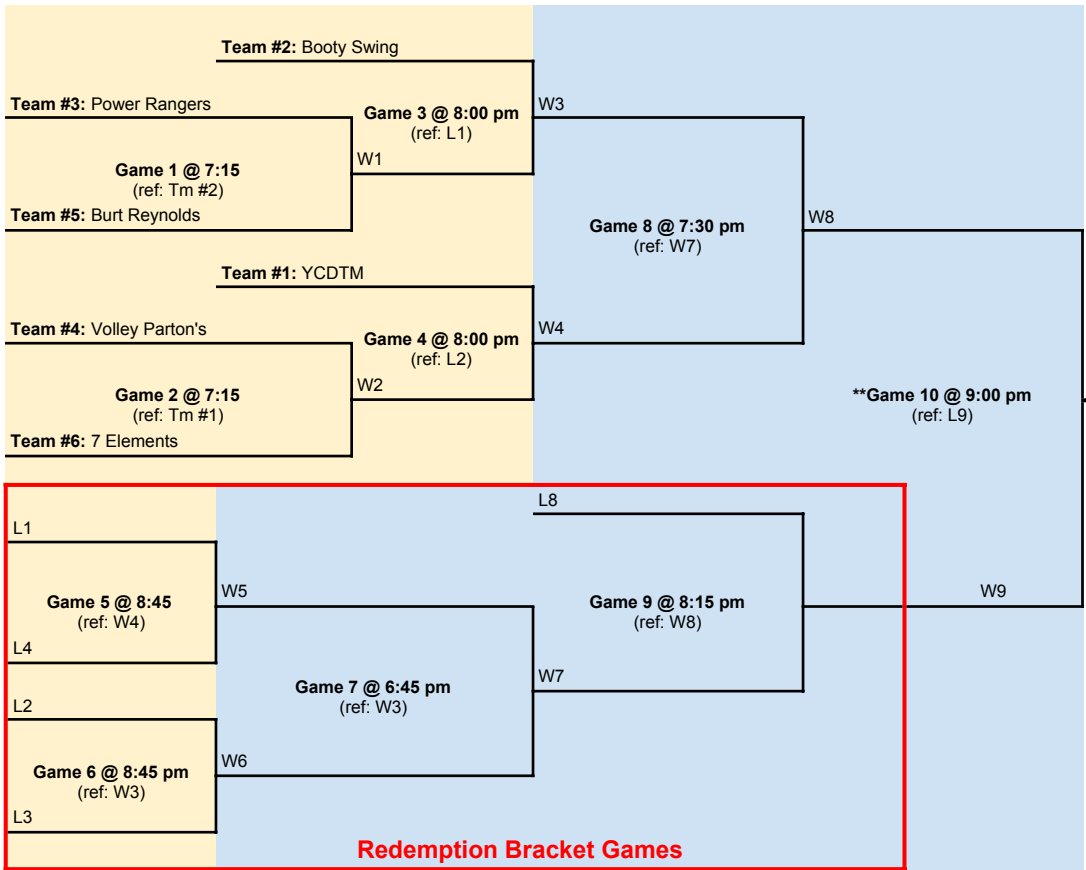 Team #2: Booty Swing
Team #3: Power Rangers
Game 3 @ 8:00 pm
(ref: L1)
W3
Game 1 @ 7:15
(ref: Tm #2)
W1
Team #5: Burt Reynolds
Game 8 @ 7:30 pm
(ref: W7)
W8
Team #1: YCDTM
Team #4: Volley Parton's
Game 4 @ 8:00 pm
(ref: L2)
W4
Game 2 @ 7:15
(ref: Tm #1)
W2
**Game 10 @ 9:00 pm
(ref: L9)
Team #6: 7 Elements
L8
L1
Game 5 @ 8:45
(ref: W4)
W5
Game 9 @ 8:15 pm
(ref: W8)
W9
L4
Game 7 @ 6:45 pm
(ref: W3)
W7
L2
Game 6 @ 8:45 pm
(ref: W3)
W6
L3
Redemption Bracket Games